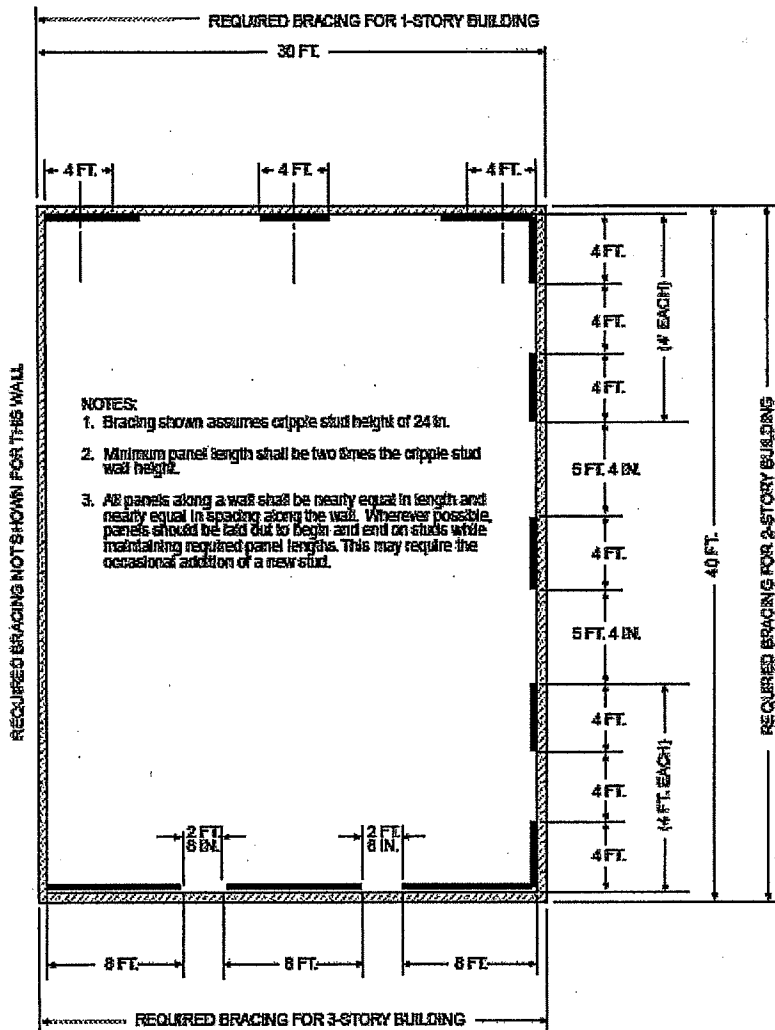 REQUIRED BRACING FOR 1-STORY BUILDING
30 FT.
4 FT.
4 FT.
4 FT.
REQUIRED BRACING NOT SHOWN FOR THIS WALL
NOTES:
1. Bracing shown assumes cripple stud height of 24 in.
2. Minimum panel length shall be two times the cripple stud
wall height.
3. All panels along a wall shall be nearly equal in length and
nearly equal in spacing along the wall. Wherever possible,
panels should be laid out to begin and end on studs while
maintaining required panel lengths. This may require the
occasional addition of a new stud.
4 FT.
4 FT.
4 FT.
(4' EACH)
5 FT. 4 IN.
4 FT.
5 FT. 4 IN.
4 FT.
4 FT.
4 FT.
(4 FT. EACH)
40 FT.
REQUIRED BRACING FOR 2-STORY BUILDING
2 FT.
6 IN.
2 FT.
6 IN.
8 FT.
8 FT.
8 FT.
REQUIRED BRACING FOR 3-STORY BUILDING